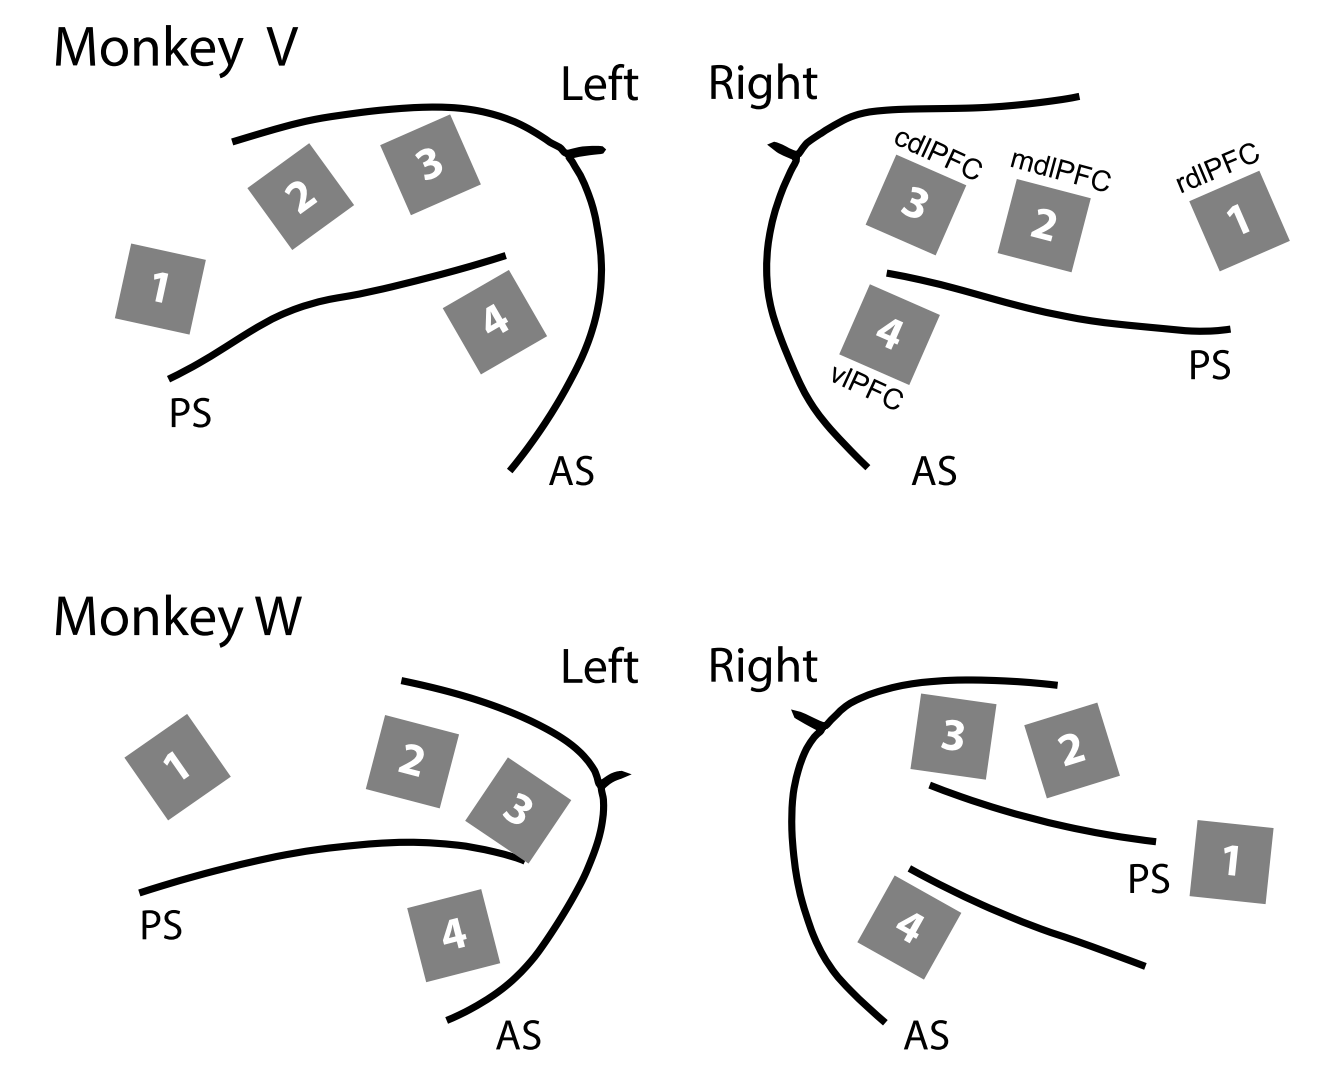 Monkey V
Left
Right
cdlPFC
mdlPFC
rdlPFC
3
2
1
3
2
1
4
4
vlPFC
PS
PS
AS
AS
Monkey W
Left
Right
1
2
3
3
2
1
4
4
PS
PS
AS
AS